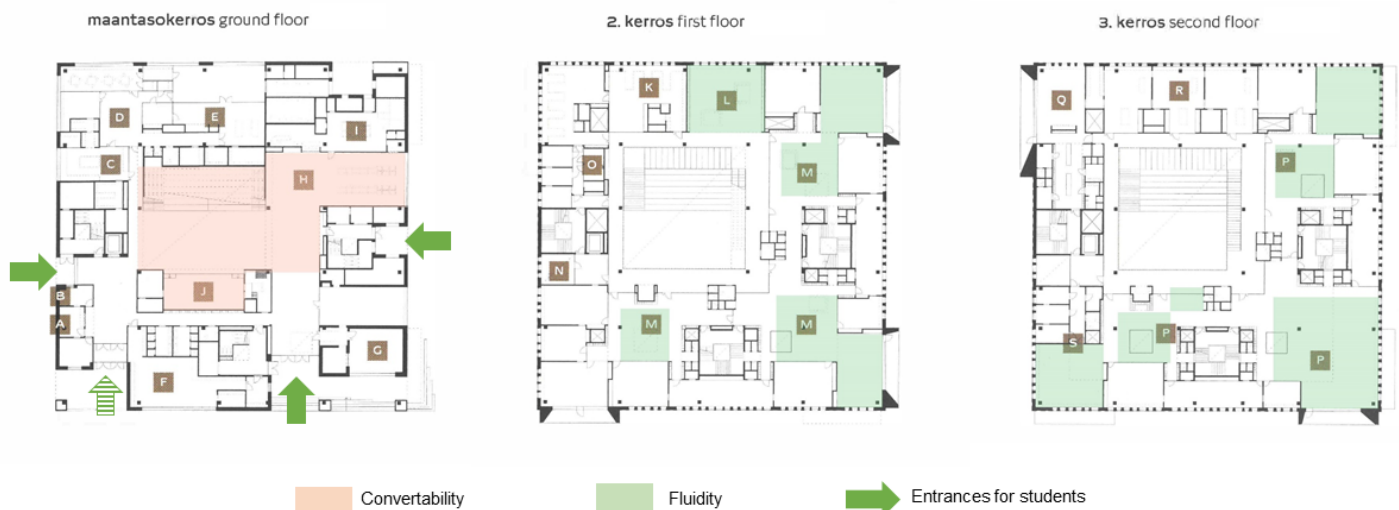 maantasokerros ground floor
2. kerros first floor
3. kerros second floor
A
B
C
D
E
F
G
H
I
J
K
L
M
M
M
N
O
P
P
P
Q
R
S
Convertability
Fluidity
Entrances for students